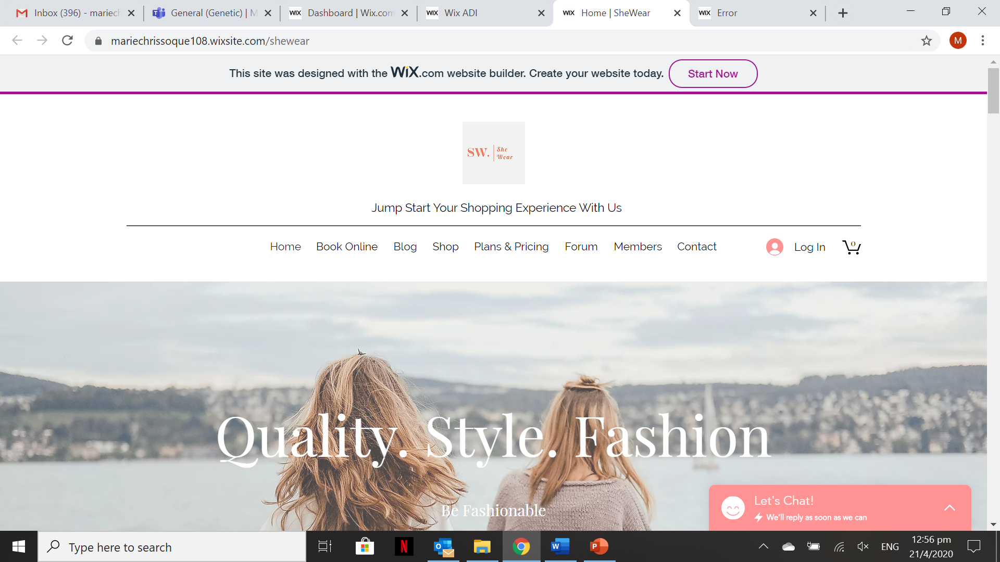 Inbox (396) - mariech
General (Genetic) | M
WIX Dashboard | Wix.com
WIX Wix ADI
WIX Home | SheWear
WIX Error
mariechrissoque108.wixsite.com/shewear
M
This site was designed with the WiX.com website builder. Create your website today. Start Now
SW. She
Wear
Jump Start Your Shopping Experience With Us
Home Book Online Blog Shop Plans & Pricing Forum Members Contact Log In 0
Quality. Style. Fashion
Be Fashionable
Let's Chat!
We'll reply as soon as we can
Type here to search
ENG
12:56 pm
21/4/2020